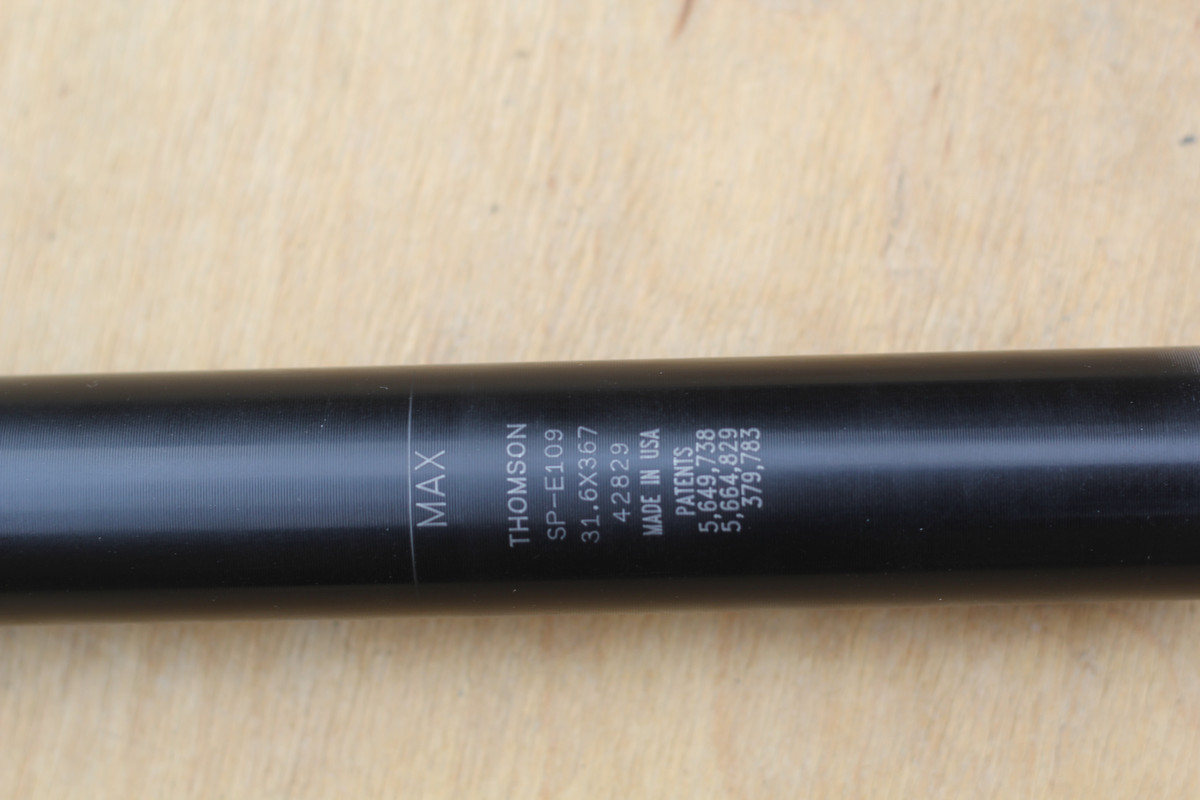 MAX
THOMSON
SP-E109
31.6X367
42829
MADE IN USA
PATENTS
5,649,738
5,664,829
379,783